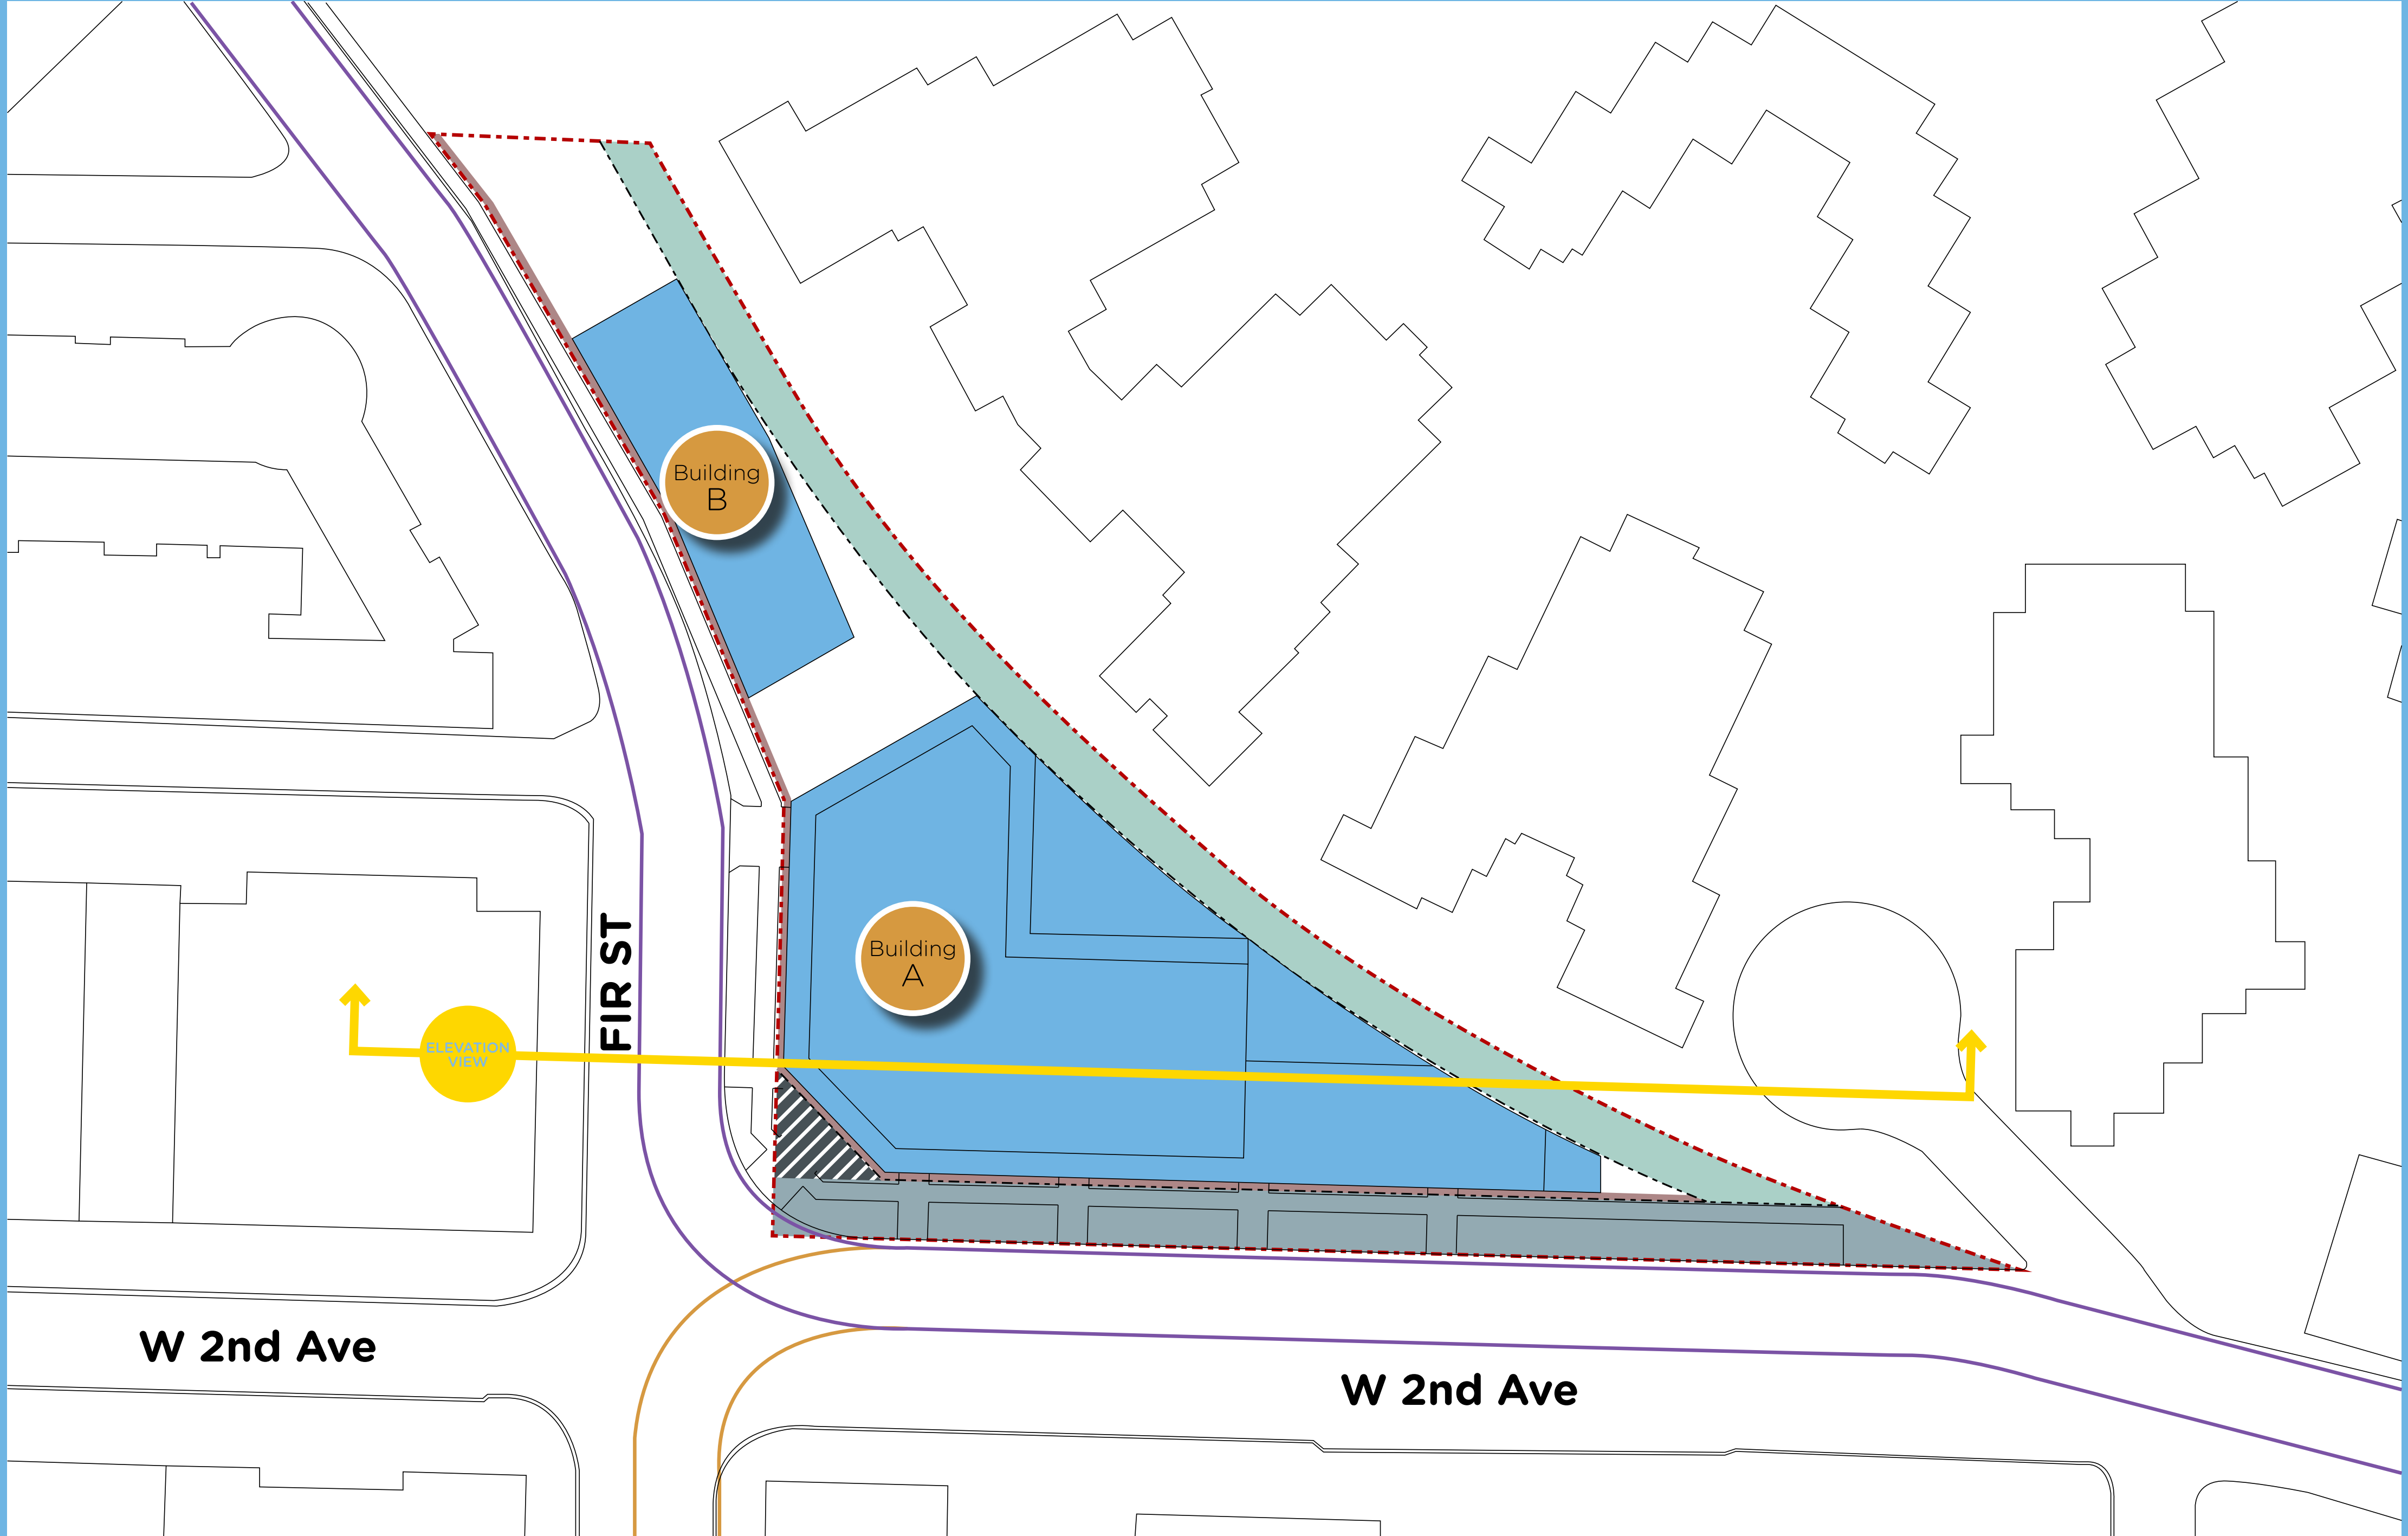 Building
B
Building
A
FIR ST
ELEVATION
VIEW
W 2nd Ave
W 2nd Ave